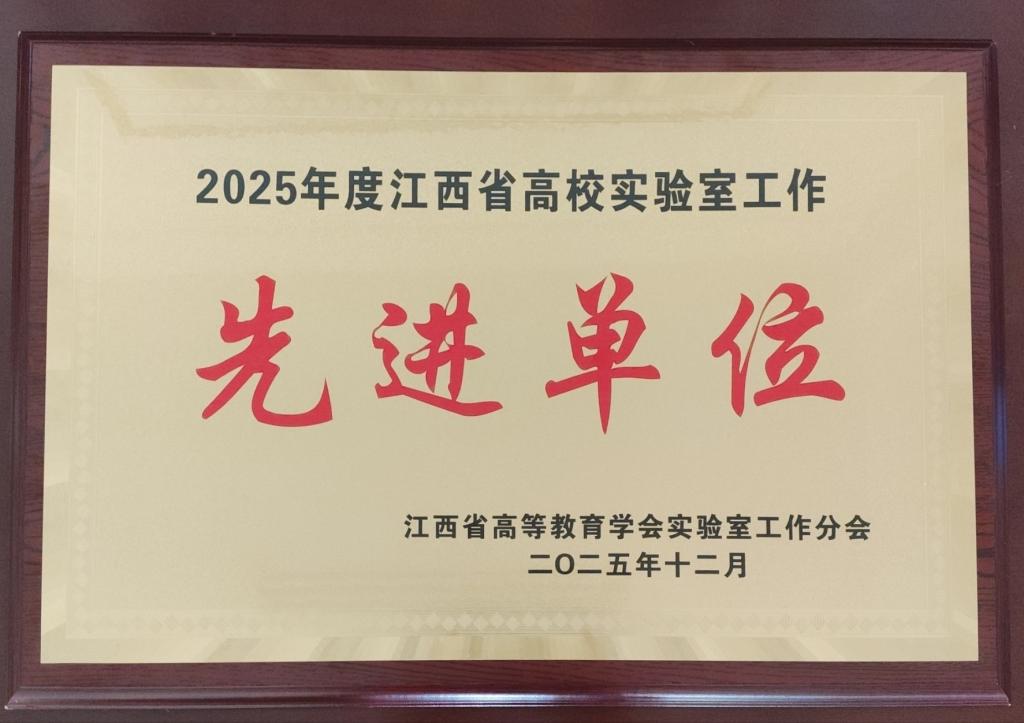 2025年度江西省高校实验室工作
先进单位
江西省高等教育学会实验室工作分会
二〇二五年十二月